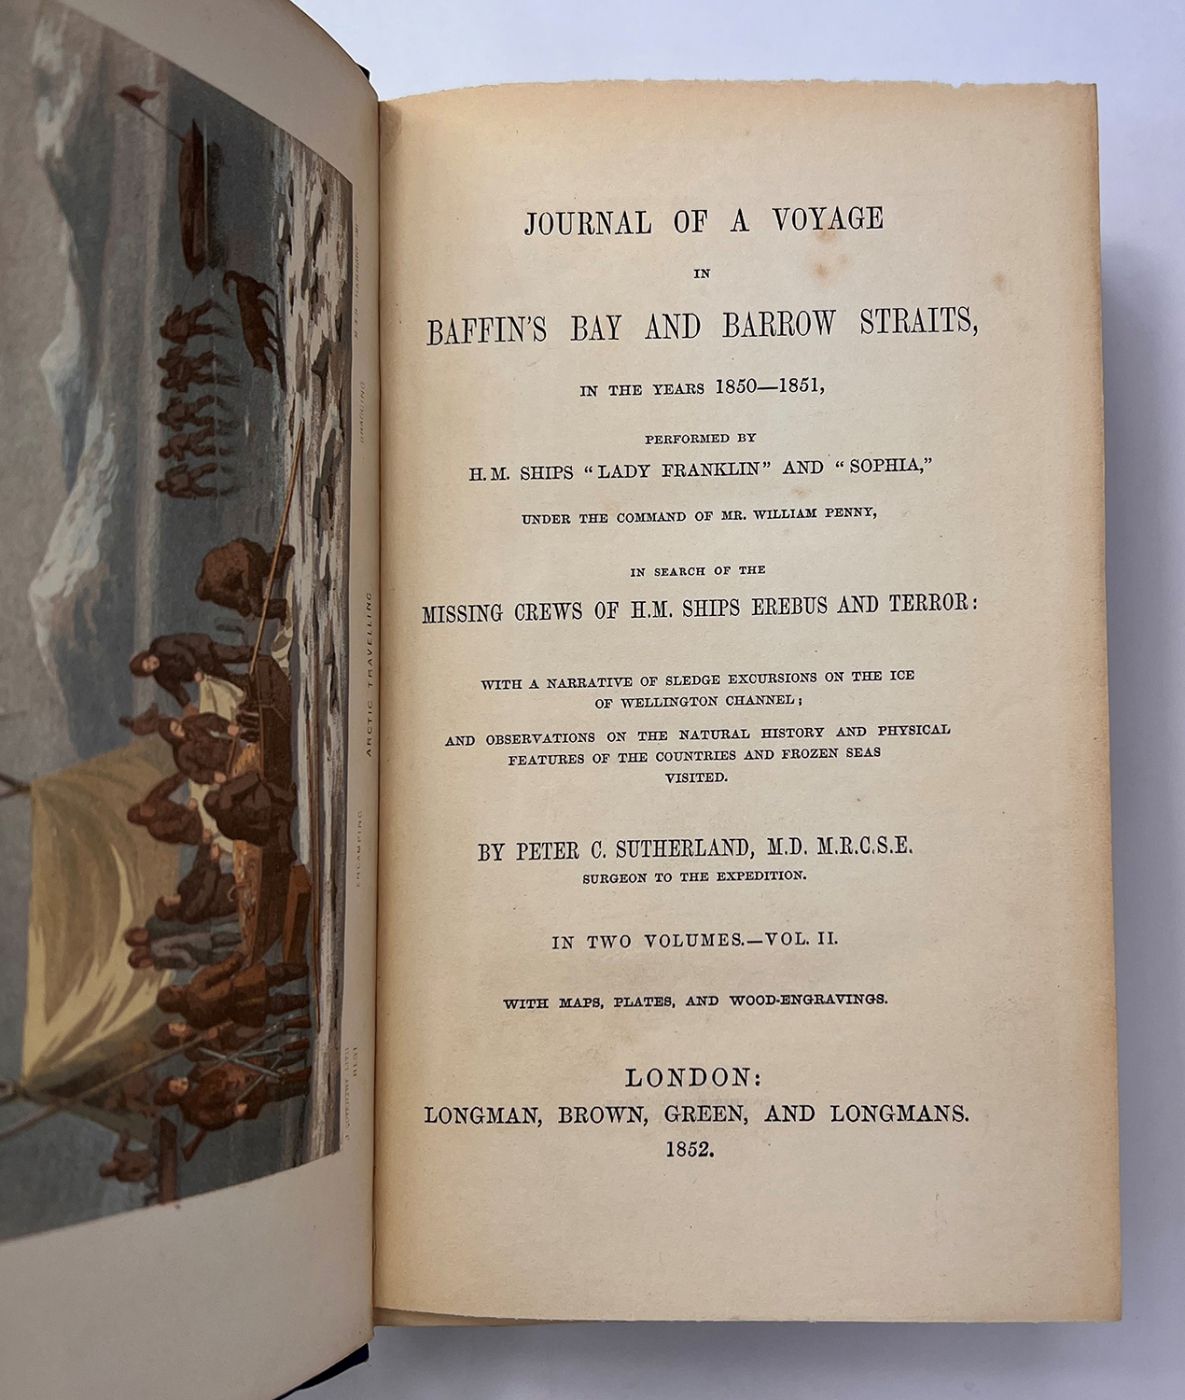 JOURNAL OF A VOYAGE
IN
BAFFIN'S BAY AND BARROW STRAITS,
IN THE YEARS 1850—1851,
PERFORMED BY
H.M. SHIPS "LADY FRANKLIN" AND "SOPHIA,"
UNDER THE COMMAND OF MR. WILLIAM PENNY,
IN SEARCH OF THE
MISSING CREWS OF H.M. SHIPS EREBUS AND TERROR:
WITH A NARRATIVE OF SLEDGE EXCURSIONS ON THE ICE
OF WELLINGTON CHANNEL;
AND OBSERVATIONS ON THE NATURAL HISTORY AND PHYSICAL
FEATURES OF THE COUNTRIES AND FROZEN SEAS
VISITED.
BY PETER C. SUTHERLAND, M.D. M.R.C.S.E.
SURGEON TO THE EXPEDITION.
IN TWO VOLUMES.—VOL. II.
WITH MAPS, PLATES, AND WOOD-ENGRAVINGS.
LONDON:
LONGMAN, BROWN, GREEN, AND LONGMANS.
1852.
REST
ENCAMPING
DRAGGING
ARCTIC TRAVELLING